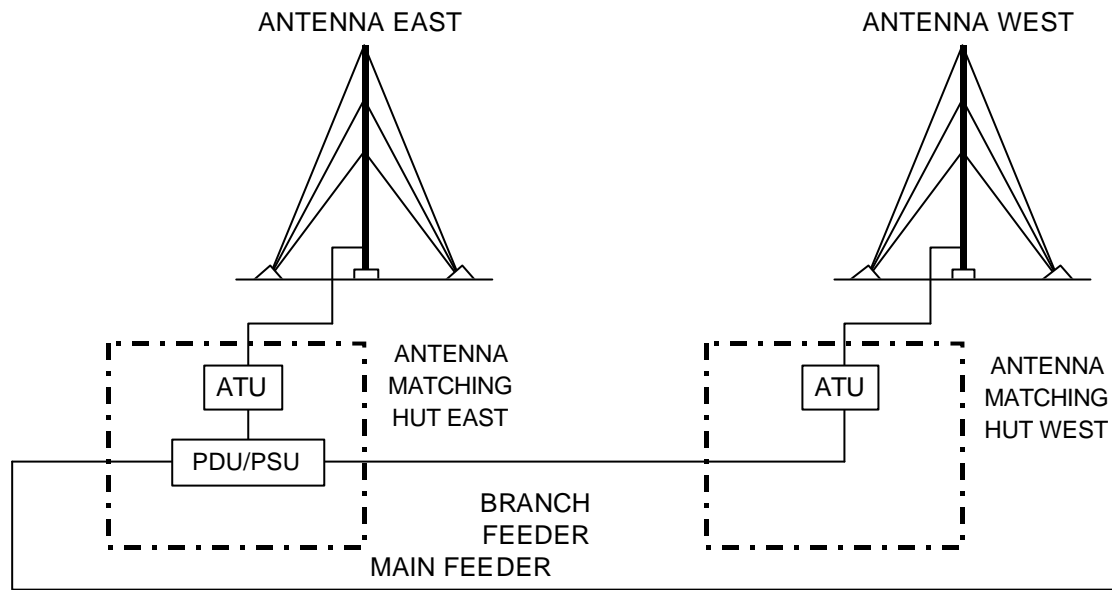 ANTENNA EAST
ANTENNA WEST
ANTENNA
MATCHING
HUT EAST
ANTENNA
MATCHING
HUT WEST
ATU
ATU
PDU/PSU
BRANCH
FEEDER
MAIN FEEDER